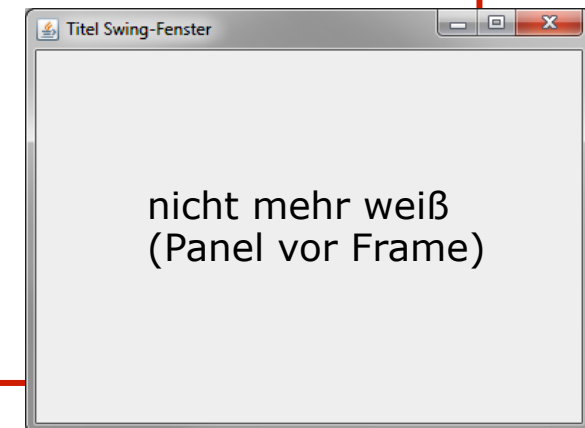 Titel Swing-Fenster
nicht mehr weiß
(Panel vor Frame)